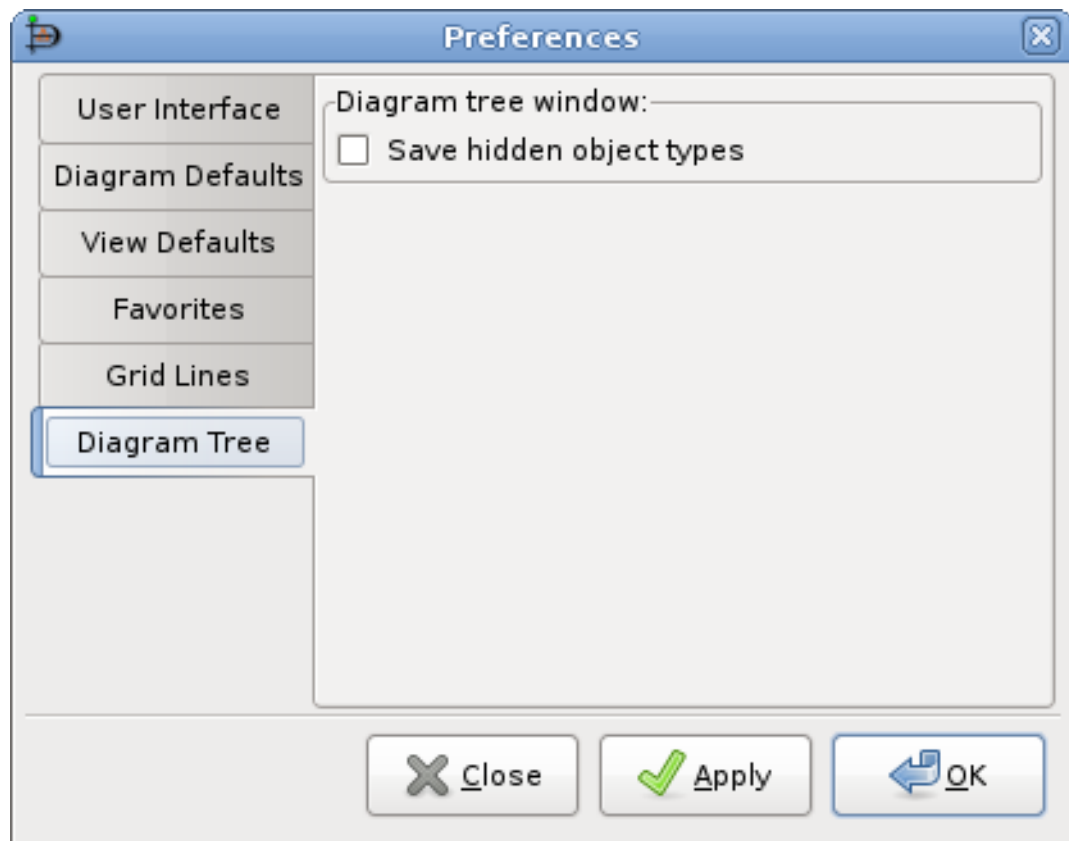 Preferences
User Interface
Diagram Defaults
View Defaults
Favorites
Grid Lines
Diagram Tree
Diagram tree window:
Save hidden object types
Close
Apply
OK